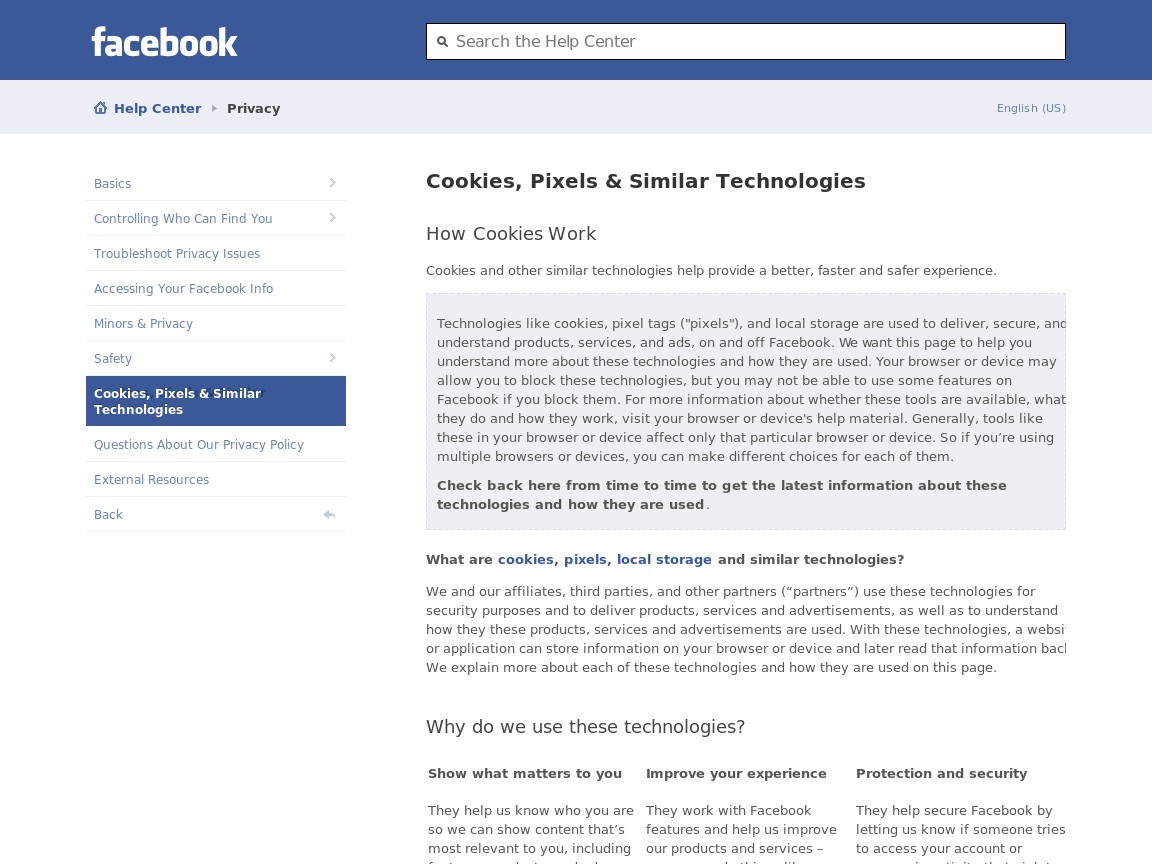 facebook
Search the Help Center
Help Center Privacy
English (US)
Basics
Controlling Who Can Find You
Troubleshoot Privacy Issues
Accessing Your Facebook Info
Minors & Privacy
Safety
Cookies, Pixels & Similar
Technologies
Questions About Our Privacy Policy
External Resources
Back
Cookies, Pixels & Similar Technologies
How Cookies Work
Cookies and other similar technologies help provide a better, faster and safer experience.
Technologies like cookies, pixel tags ("pixels"), and local storage are used to deliver, secure, and
understand products, services, and ads, on and off Facebook. We want this page to help you
understand more about these technologies and how they are used. Your browser or device may
allow you to block these technologies, but you may not be able to use some features on
Facebook if you block them. For more information about whether these tools are available, what
they do and how they work, visit your browser or device's help material. Generally, tools like
these in your browser or device affect only that particular browser or device. So if you’re using
multiple browsers or devices, you can make different choices for each of them.
Check back here from time to time to get the latest information about these
technologies and how they are used.
What are cookies, pixels, local storage and similar technologies?
We and our affiliates, third parties, and other partners (“partners”) use these technologies for
security purposes and to deliver products, services and advertisements, as well as to understand
how they these products, services and advertisements are used. With these technologies, a
or application can store information on your browser or device and later read that information
We explain more about each of these technologies and how they are used on this page.
Why do we use these technologies?
Show what matters to you
They help us know who you are
so we can show content that’s
most relevant to you, including
Improve your experience
They work with Facebook
features and help us improve
our products and services –
Protection and security
They help secure Facebook by
letting us know if someone tries
to access your account or